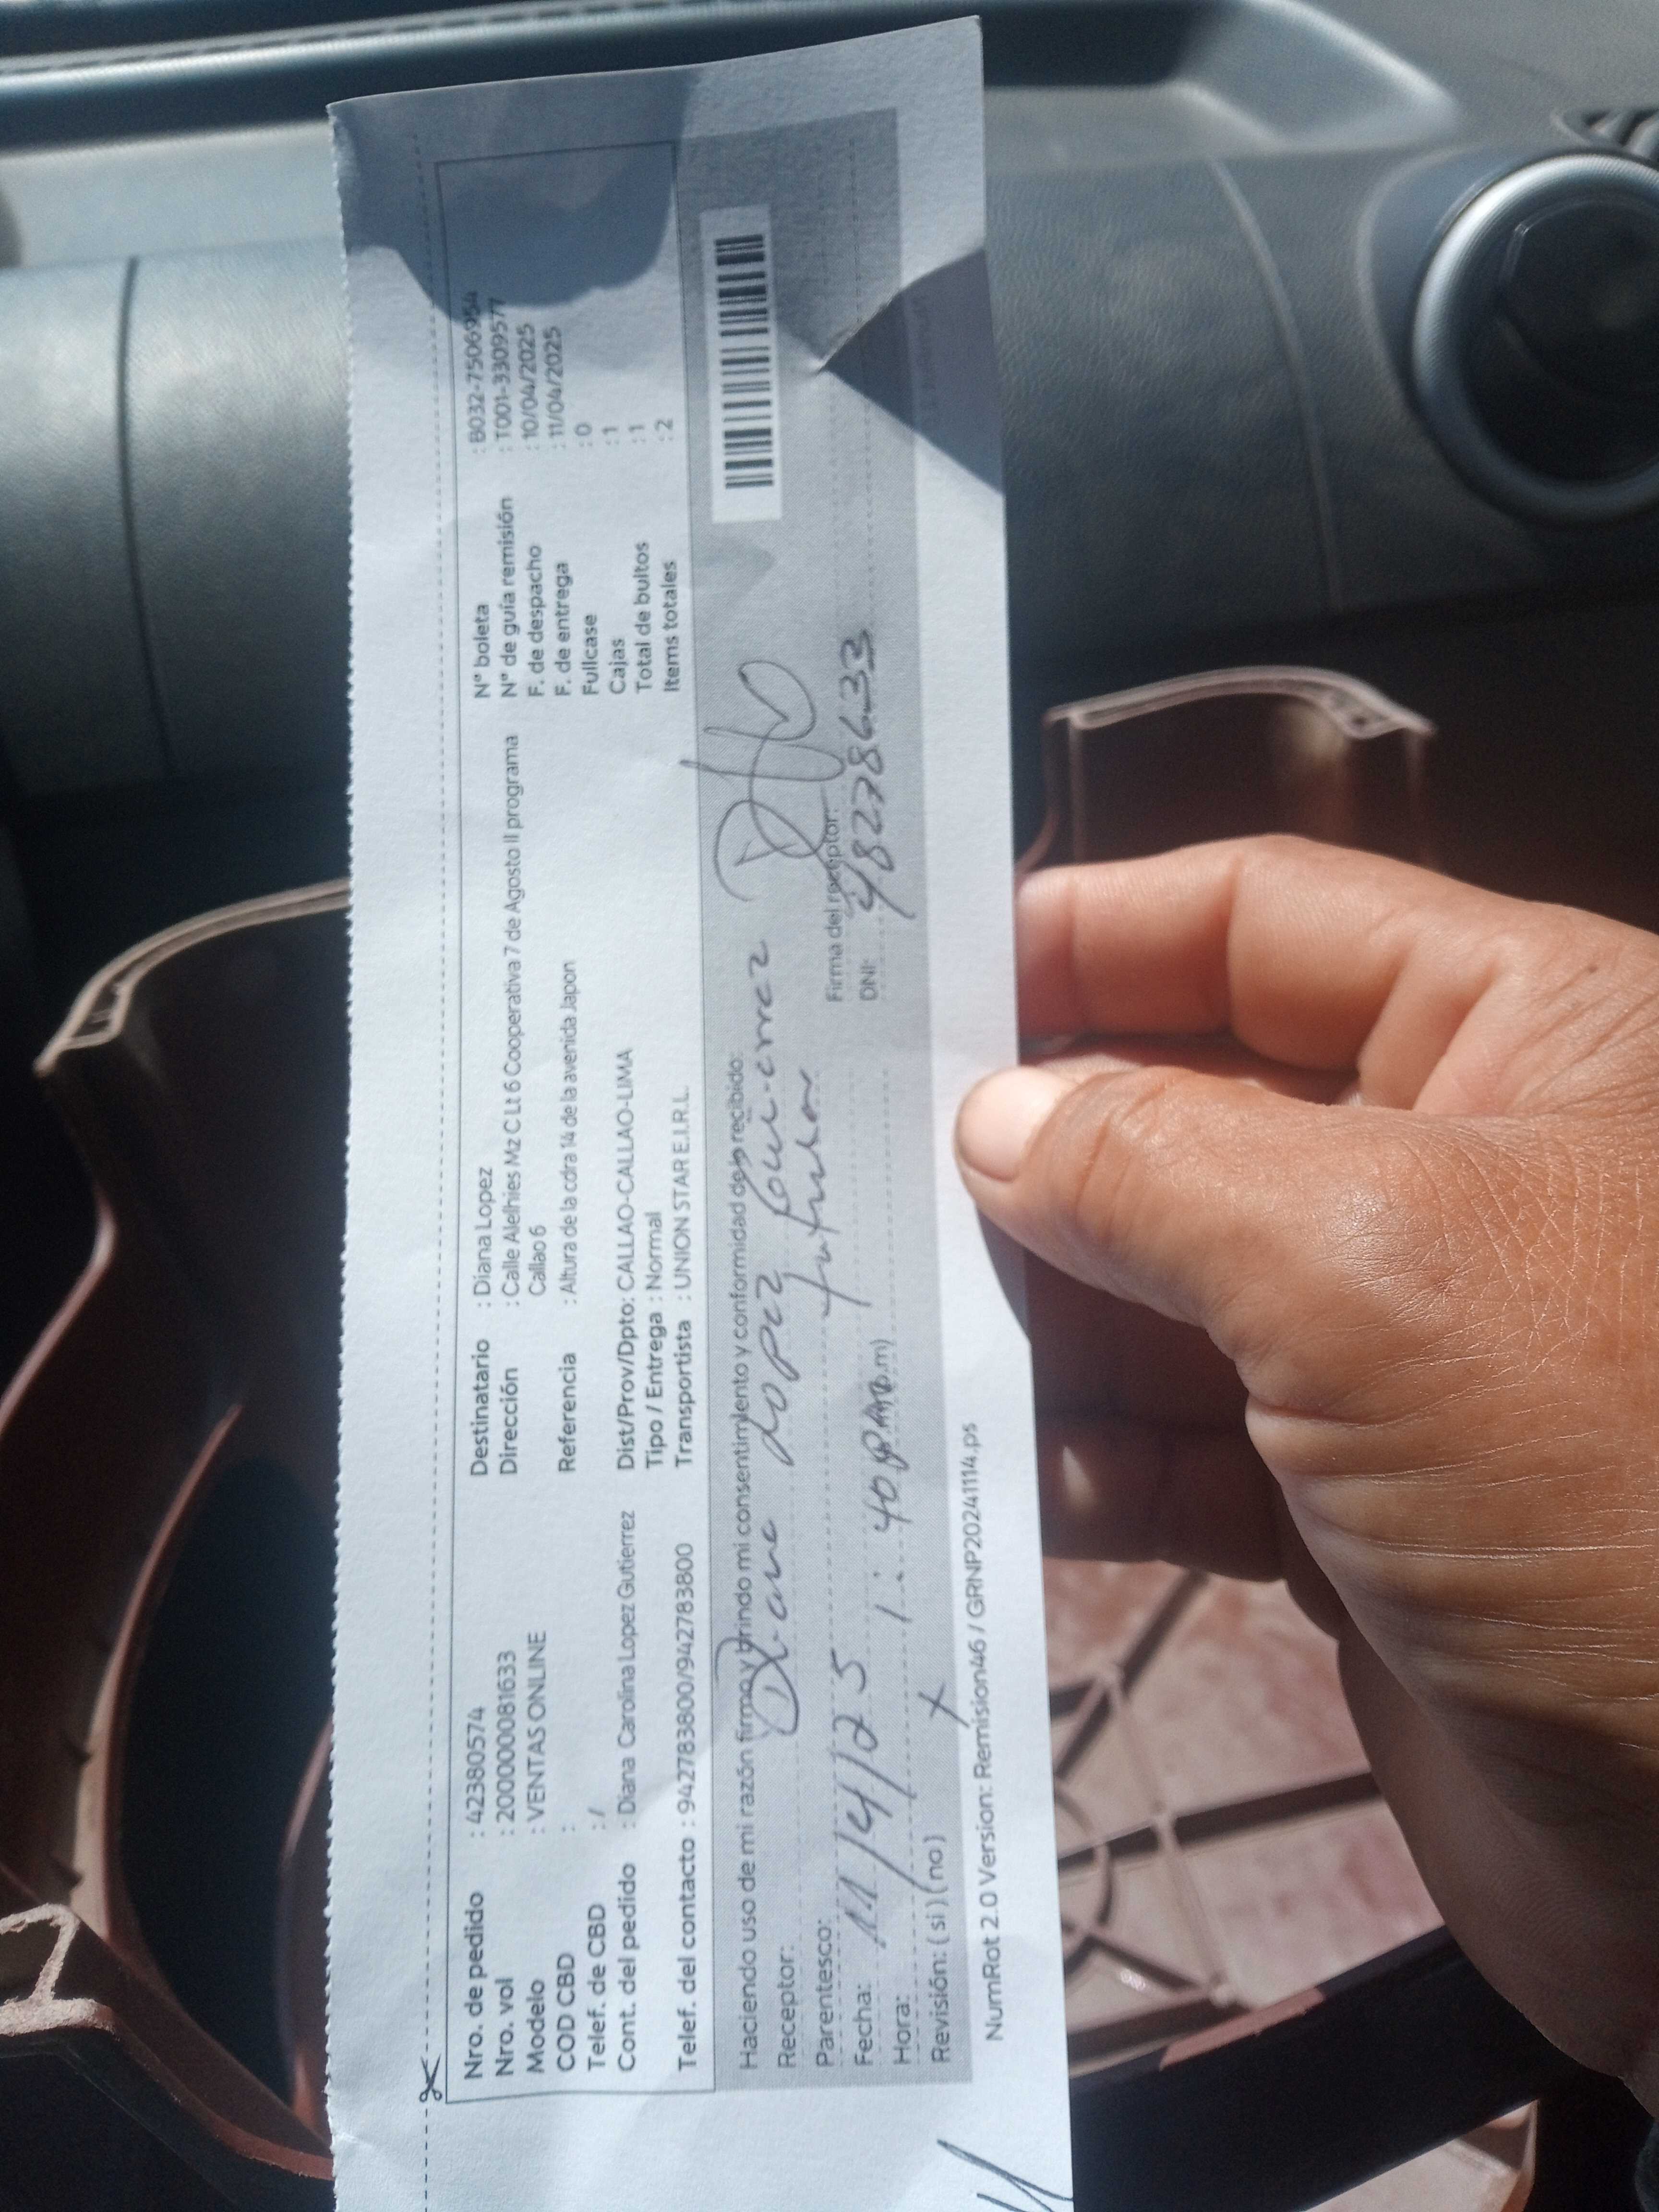 Nro. de pedido : 42380574
Nro. vol : 2000000081633
Modelo : VENTAS ONLINE
COD CBD :
Telef. de CBD : /
Cont. del pedido : Diana Carolina Lopez Gutierrez
Telef. del contacto : 942783800/942783800
Destinatario : Diana Lopez
Dirección : Calle Alelhies Mz C Lt 6 Cooperativa 7 de Agosto II programa
Callao 6
Referencia : Altura de la cdra 14 de la avenida Japon
Dist/Prov/Dpto: CALLAO-CALLAO-LIMA
Tipo / Entrega : Normal
Transportista : UNION STAR E.I.R.L.
N° boleta : B032-7506954
N° de guía remisión : T001-3309577
F. de despacho : 10/04/2025
F. de entrega : 11/04/2025
Fullcase : 0
Cajas : 1
Total de bultos : 1
Items totales : 2
Haciendo uso de mi razón firmo y brindo mi consentimiento y conformidad de lo recibido:
Receptor: Diana Lopez
Parentesco: titular
Fecha: 11/4/25
Hora: 1:40
Revisión: ( si ) (no) x
Firma del receptor:
DNI: 48278633
NumRot 2.0 Version: Remision46 / GRNP20241114.ps